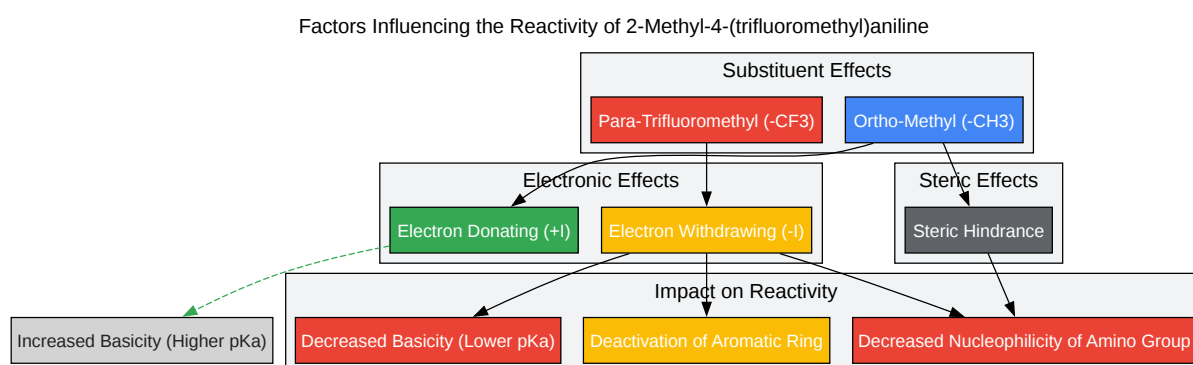 Factors Influencing the Reactivity of 2-Methyl-4-(trifluoromethyl)aniline
Substituent Effects
Para-Trifluoromethyl (-CF3)
Ortho-Methyl (-CH3)
Electronic Effects
Steric Effects
Electron Donating (+I)
Electron Withdrawing (-I)
Steric Hindrance
Impact on Reactivity
Increased Basicity (Higher pKa)
Decreased Basicity (Lower pKa)
Deactivation of Aromatic Ring
Decreased Nucleophilicity of Amino Group